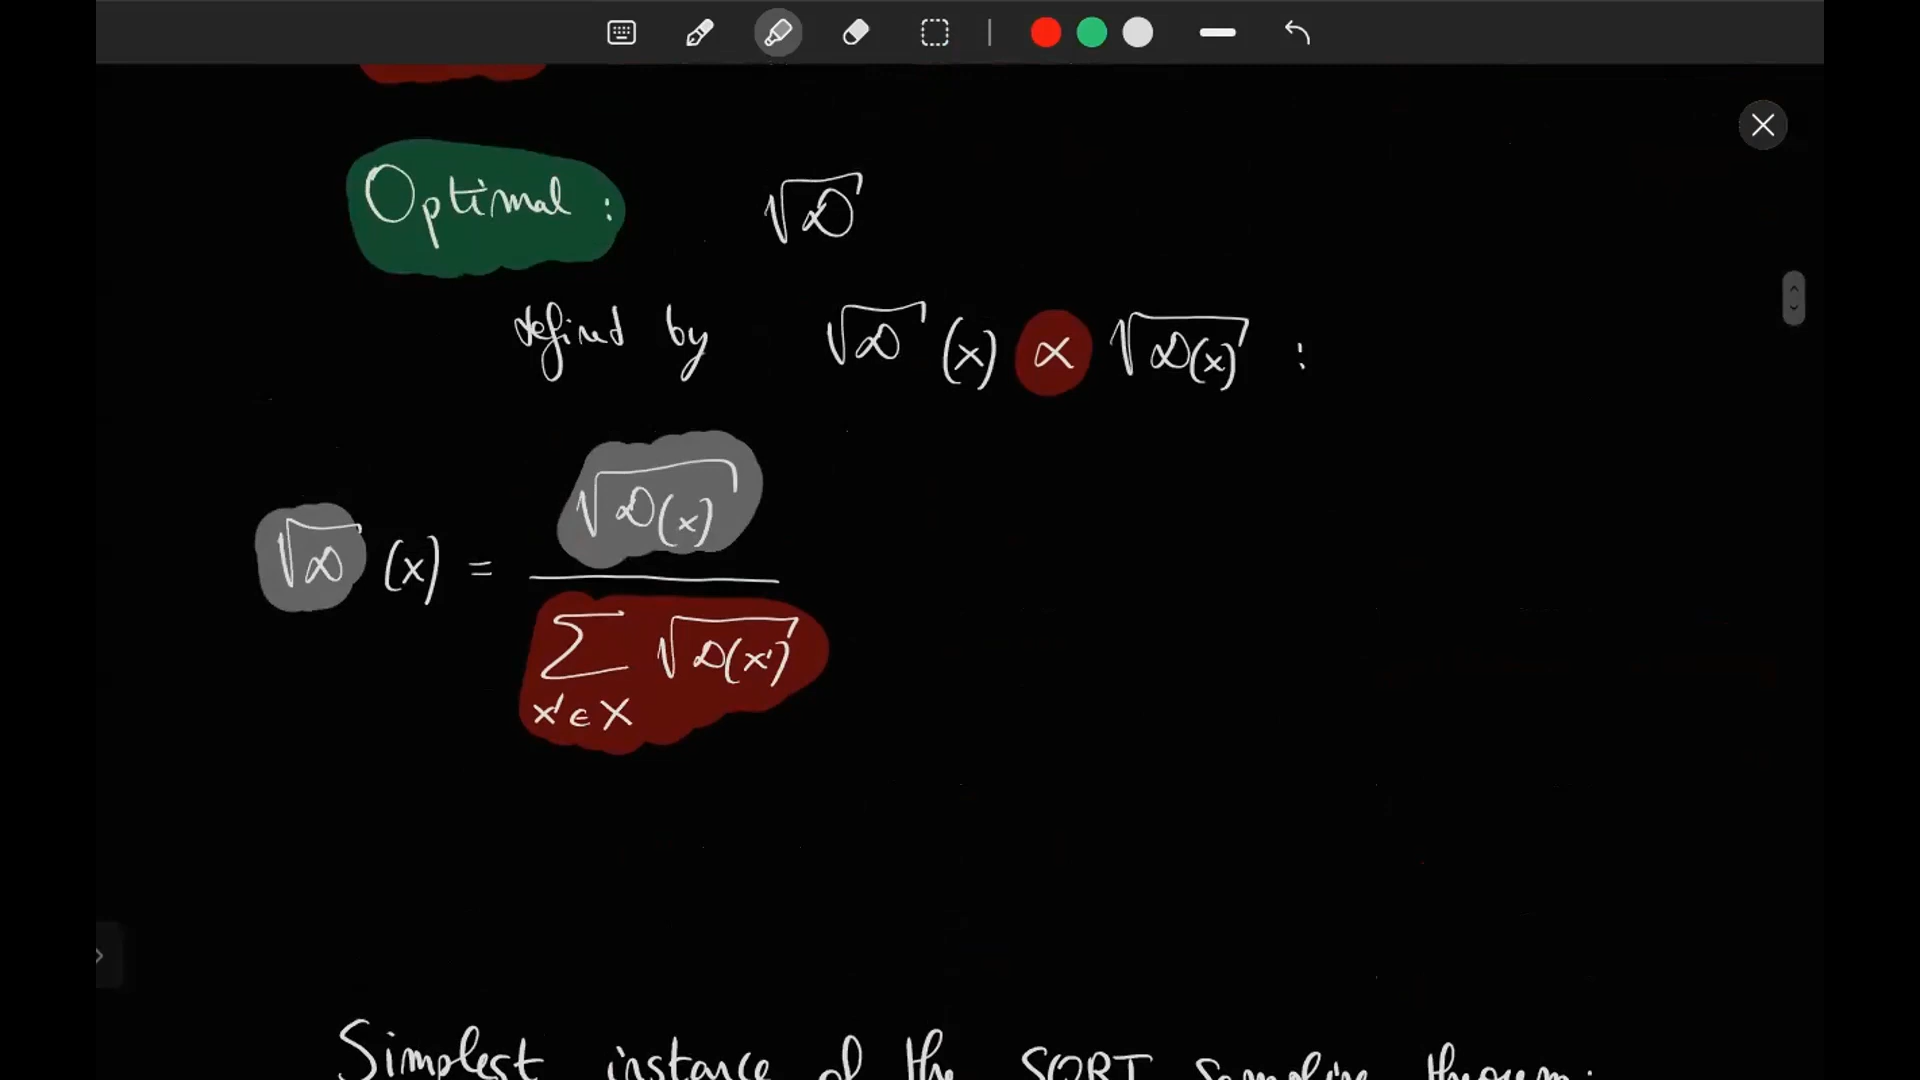 Optimal : √𝒟
defined by √𝒟 (x) ∝ √𝒟(x) :
√𝒟 (x) = √𝒟(x) / ∑_{x' ∈ X} √𝒟(x')
Simplest instance of the SQRT sampling theorem :